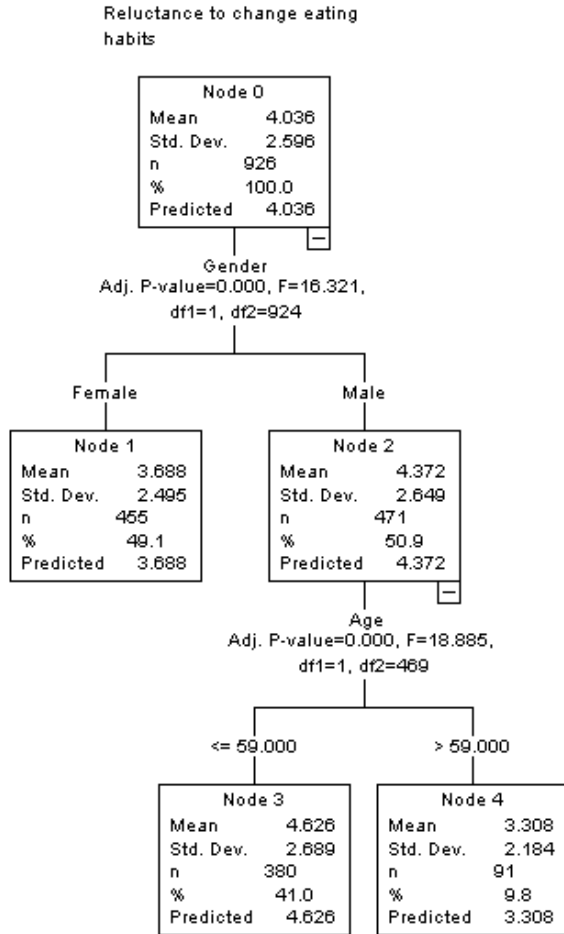 Reluctance to change eating
habits
Node 0
Mean 4.036
Std. Dev. 2.596
n 926
% 100.0
Predicted 4.036
Gender
Adj. P-value=0.000, F=16.321,
df1=1, df2=924
Female
Male
Node 1
Mean 3.688
Std. Dev. 2.495
n 455
% 49.1
Predicted 3.688
Node 2
Mean 4.372
Std. Dev. 2.649
n 471
% 50.9
Predicted 4.372
Age
Adj. P-value=0.000, F=18.885,
df1=1, df2=469
<= 59.000
> 59.000
Node 3
Mean 4.626
Std. Dev. 2.689
n 380
% 41.0
Predicted 4.626
Node 4
Mean 3.308
Std. Dev. 2.184
n 91
% 9.8
Predicted 3.308